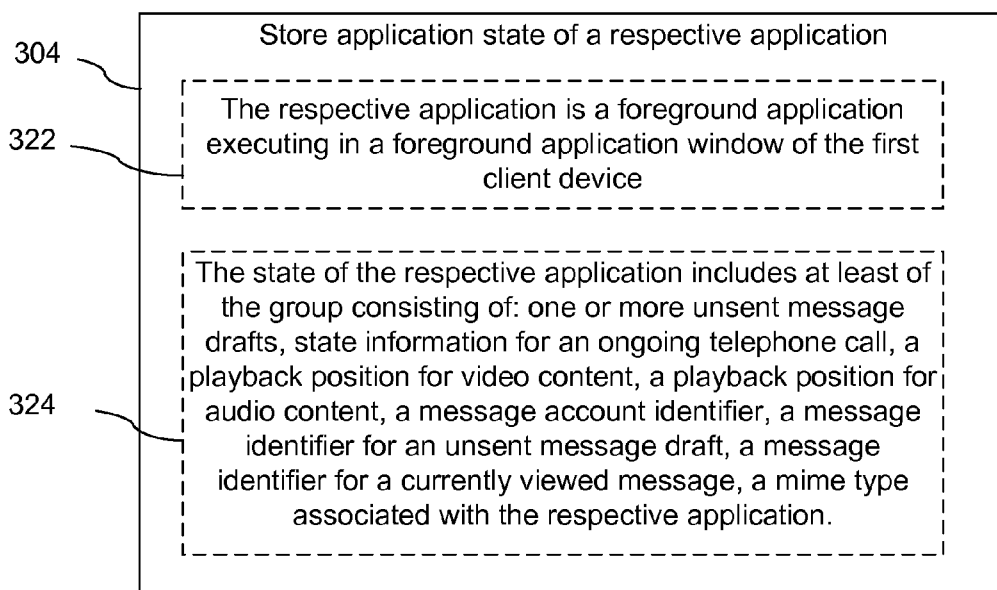 Store application state of a respective application
304
The respective application is a foreground application
executing in a foreground application window of the first
client device
322
The state of the respective application includes at least of
the group consisting of: one or more unsent message
drafts, state information for an ongoing telephone call, a
playback position for video content, a playback position for
audio content, a message account identifier, a message
identifier for an unsent message draft, a message
identifier for a currently viewed message, a mime type
associated with the respective application.
324